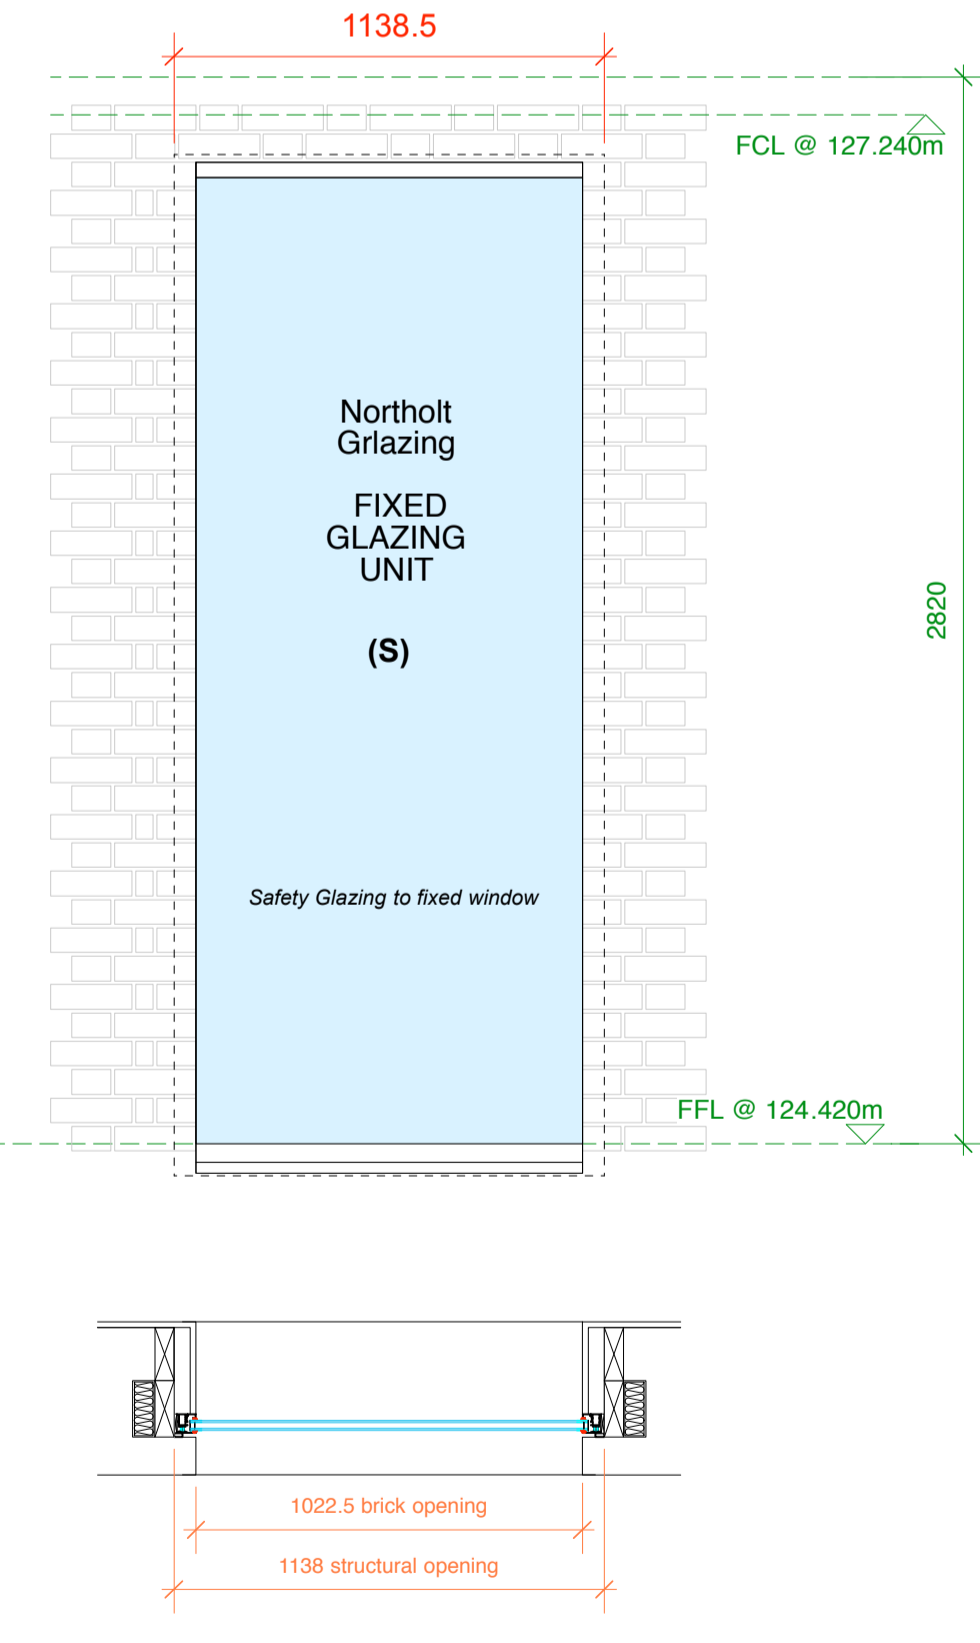 1138.5
FCL @ 127.240m
Northolt
Grlazing
FIXED
GLAZING
UNIT
2820
(S)
Safety Glazing to fixed window
FFL @ 124.420m
1022.5 brick opening
1138 structural opening